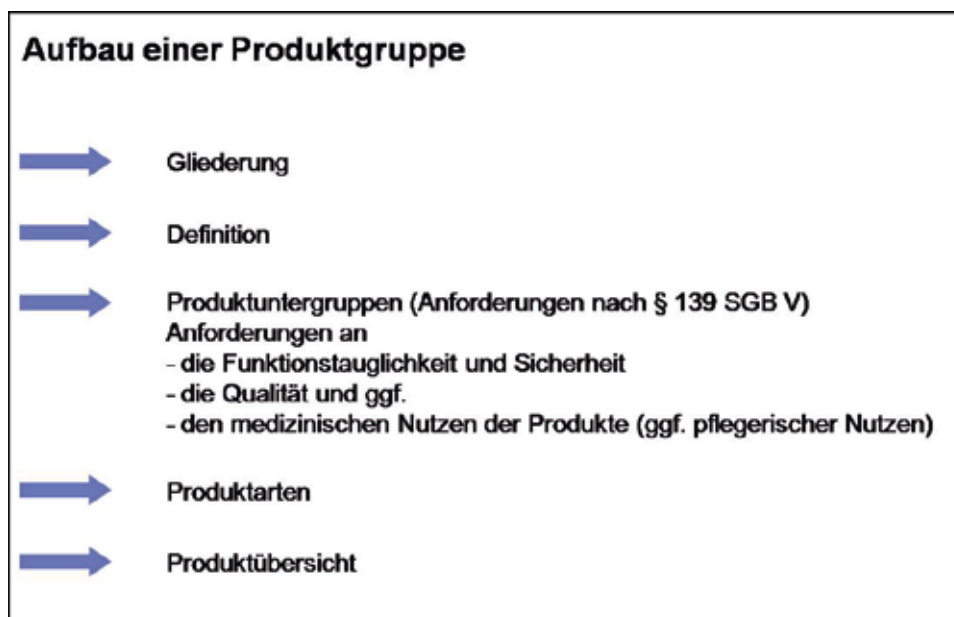 Aufbau einer Produktgruppe
Gliederung
Definition
Produktuntergruppen (Anforderungen nach § 139 SGB V)
Anforderungen an
- die Funktionstauglichkeit und Sicherheit
- die Qualität und ggf.
- den medizinischen Nutzen der Produkte (ggf. pflegerischer Nutzen)
Produktarten
Produktübersicht